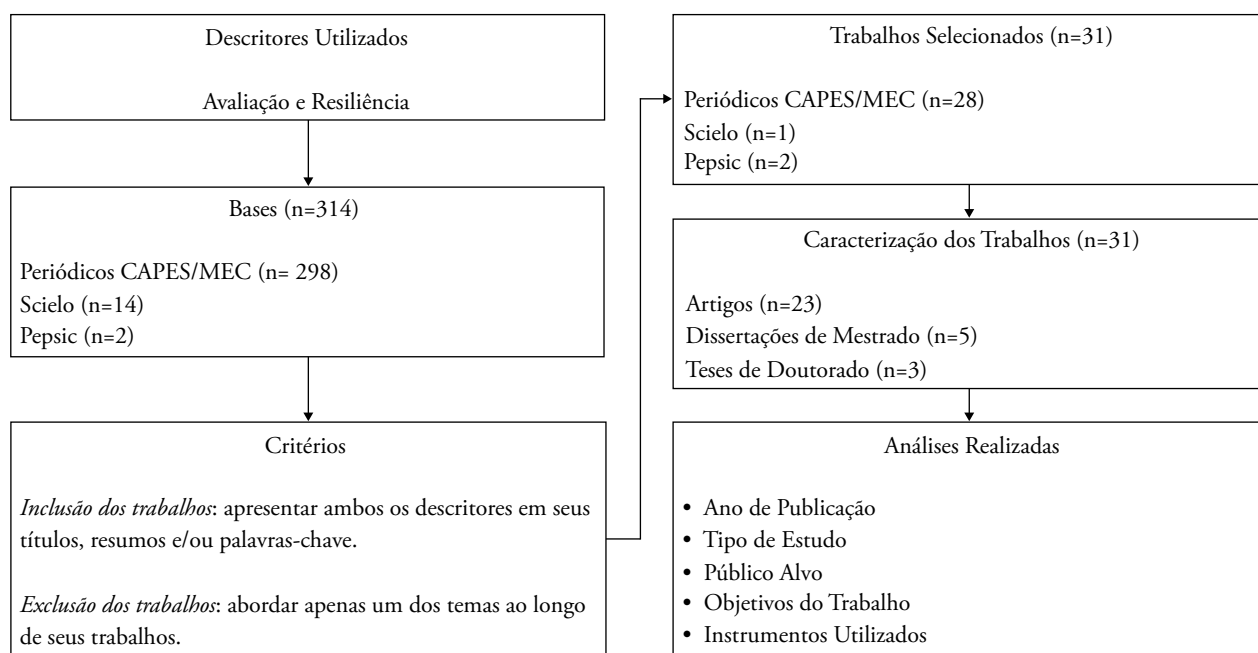 Descritores Utilizados
Avaliação e Resiliência
Bases (n=314)
Periódicos CAPES/MEC (n= 298)
Scielo (n=14)
Pepsic (n=2)
Critérios
Inclusão dos trabalhos: apresentar ambos os descritores em seus
títulos, resumos e/ou palavras-chave.
Exclusão dos trabalhos: abordar apenas um dos temas ao longo
de seus trabalhos.
Trabalhos Selecionados (n=31)
Periódicos CAPES/MEC (n=28)
Scielo (n=1)
Pepsic (n=2)
Caracterização dos Trabalhos (n=31)
Artigos (n=23)
Dissertações de Mestrado (n=5)
Teses de Doutorado (n=3)
Análises Realizadas
• Ano de Publicação
• Tipo de Estudo
• Público Alvo
• Objetivos do Trabalho
• Instrumentos Utilizados